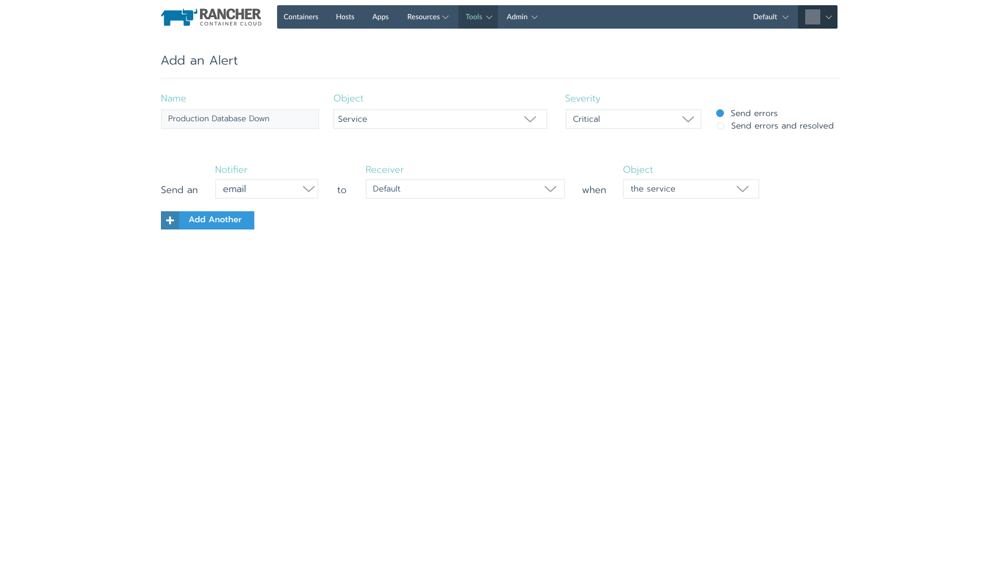 RANCHER
CONTAINER CLOUD
Containers Hosts Apps Resources Tools Admin Default
Add an Alert
Name Object Severity
Production Database Down Service Critical
Send errors
Send errors and resolved
Notifier Receiver Object
Send an email to Default when the service
Add Another